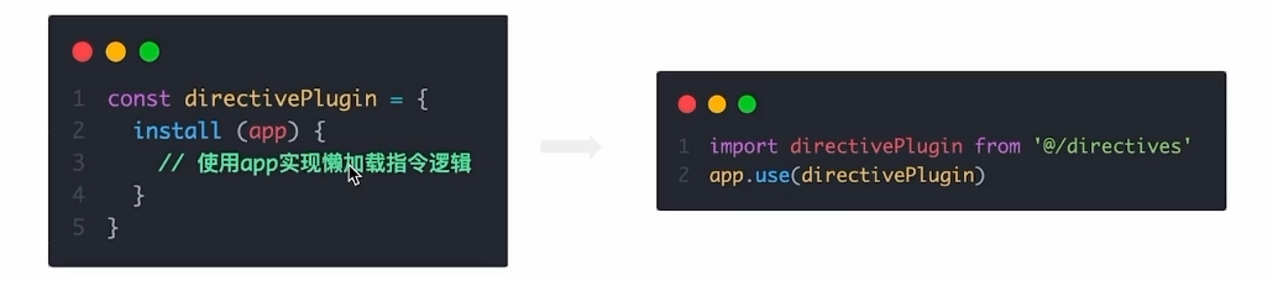 1 const directivePlugin = {
2 install (app) {
3 // 使用app实现懒加载指令逻辑
4 }
5 }
1 import directivePlugin from '@/directives'
2 app.use(directivePlugin)